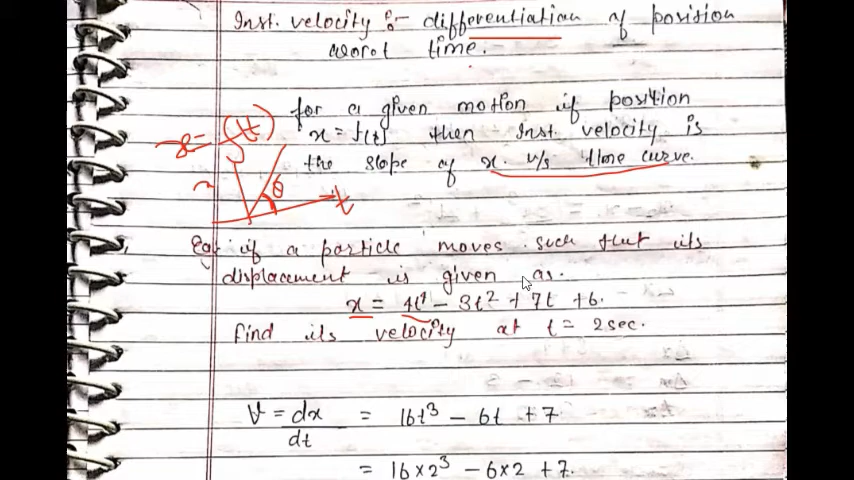 Inst. velocity :- differentiation of position
worst time.
for a given motion if position
x = f(t) then Inst. velocity is
the slope of x v/s time curve.
x = f(t)
θ
t
Eg: if a particle moves such that its
displacement is given as.
x = 4t⁴ - 3t² + 7t + 6.
find its velocity at t = 2sec.
V = dx/dt = 16t³ - 6t + 7
= 16×2³ - 6×2 + 7.